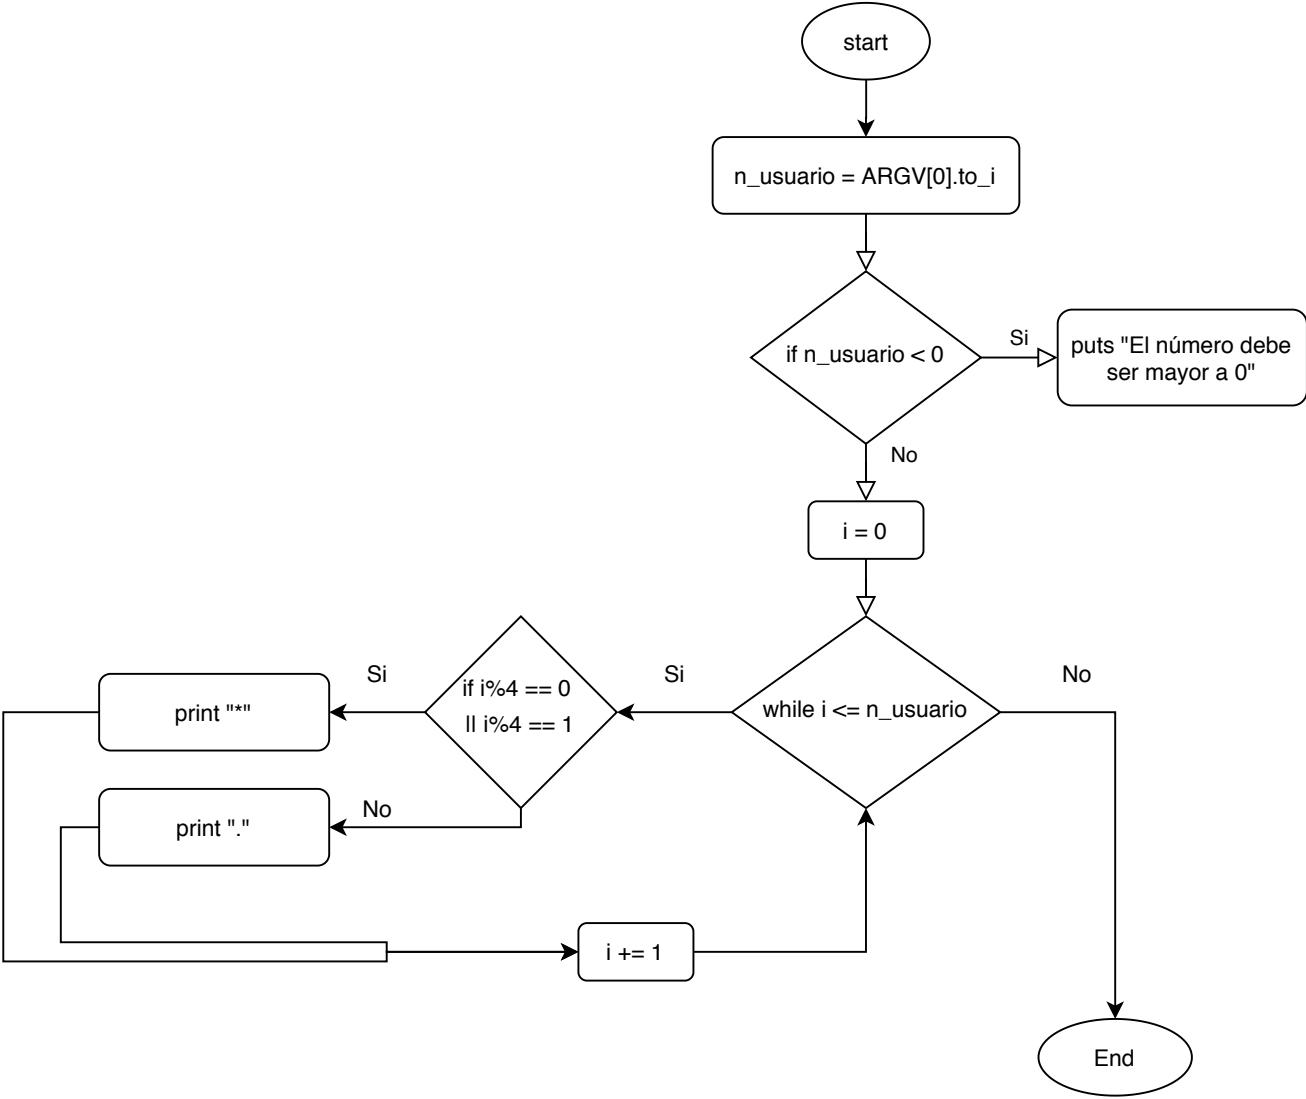 start
n_usuario = ARGV[0].to_i
if n_usuario < 0
Si
puts "El número debe
ser mayor a 0"
No
i = 0
while i <= n_usuario
Si
No
if i%4 == 0
|| i%4 == 1
Si
print "*"
No
print "."
i += 1
End